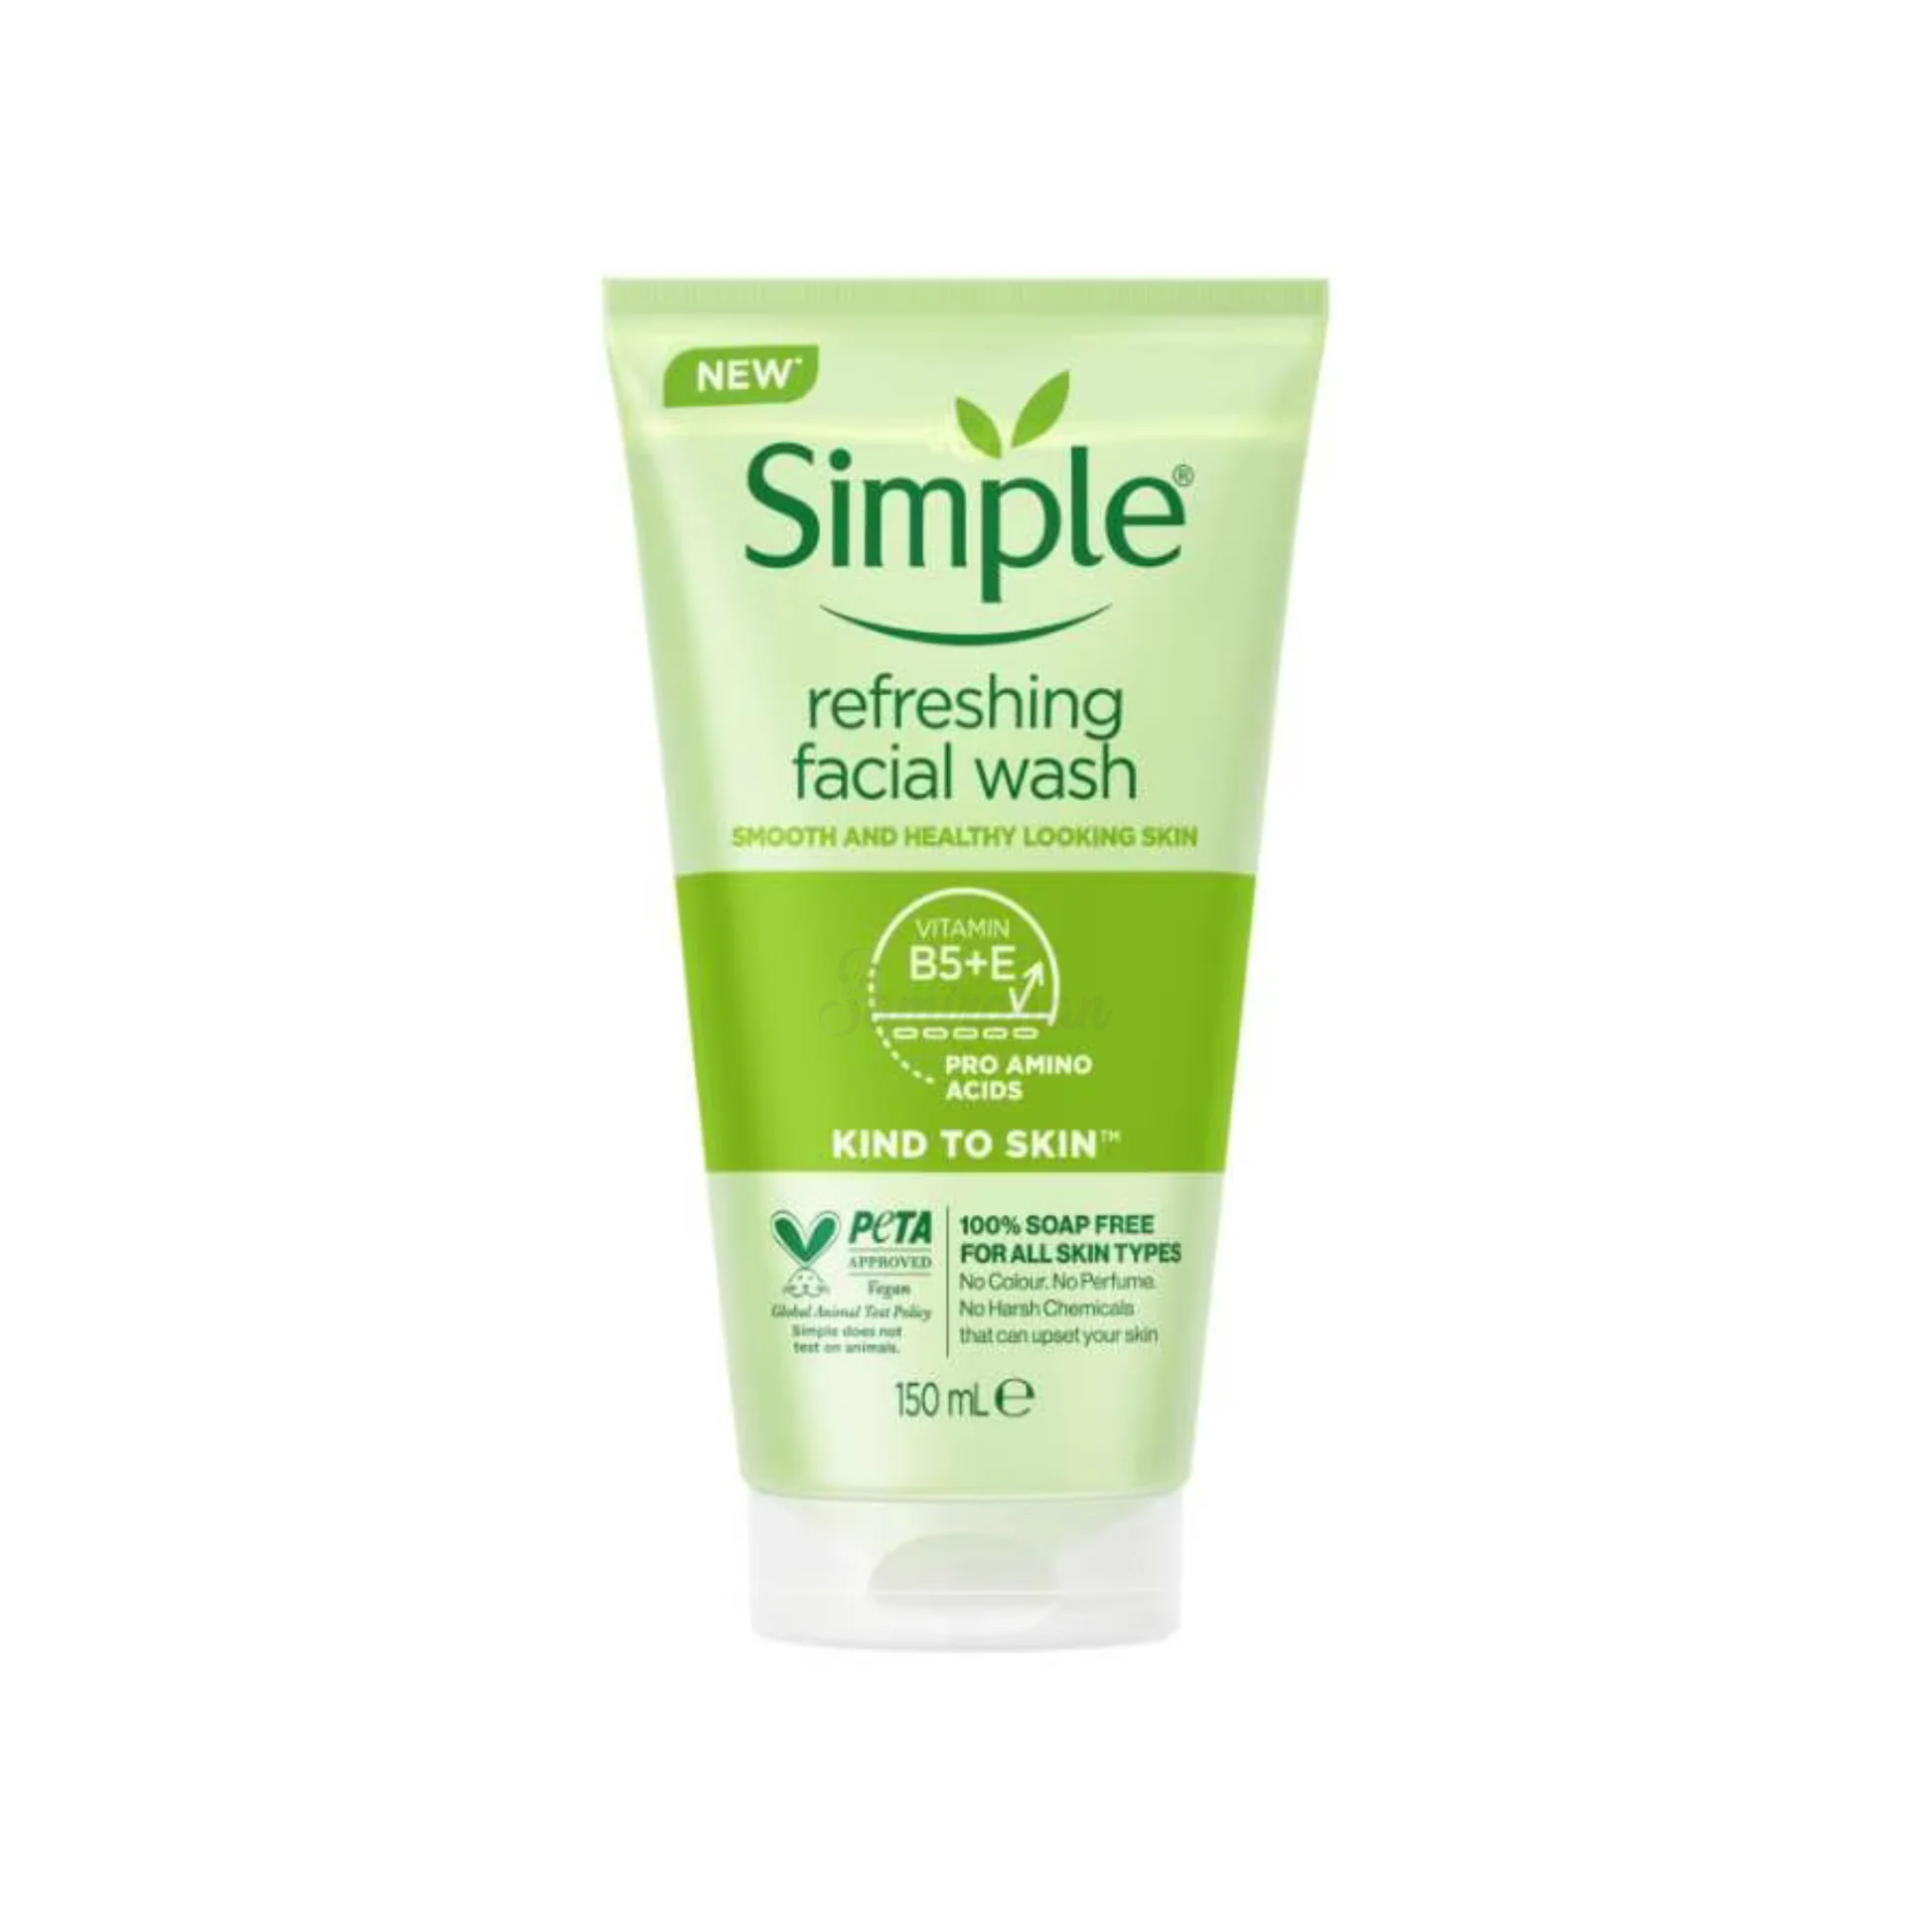 NEW*
Simple®
refreshing
facial wash
SMOOTH AND HEALTHY LOOKING SKIN
VITAMIN
B5+E
PRO AMINO
ACIDS
KIND TO SKIN™
PETA
APPROVED
Vegan
Global Animal Test Policy
Simple does not
test on animals.
100% SOAP FREE
FOR ALL SKIN TYPES
No Colour. No Perfume.
No Harsh Chemicals
that can upset your skin
150 mL ℮